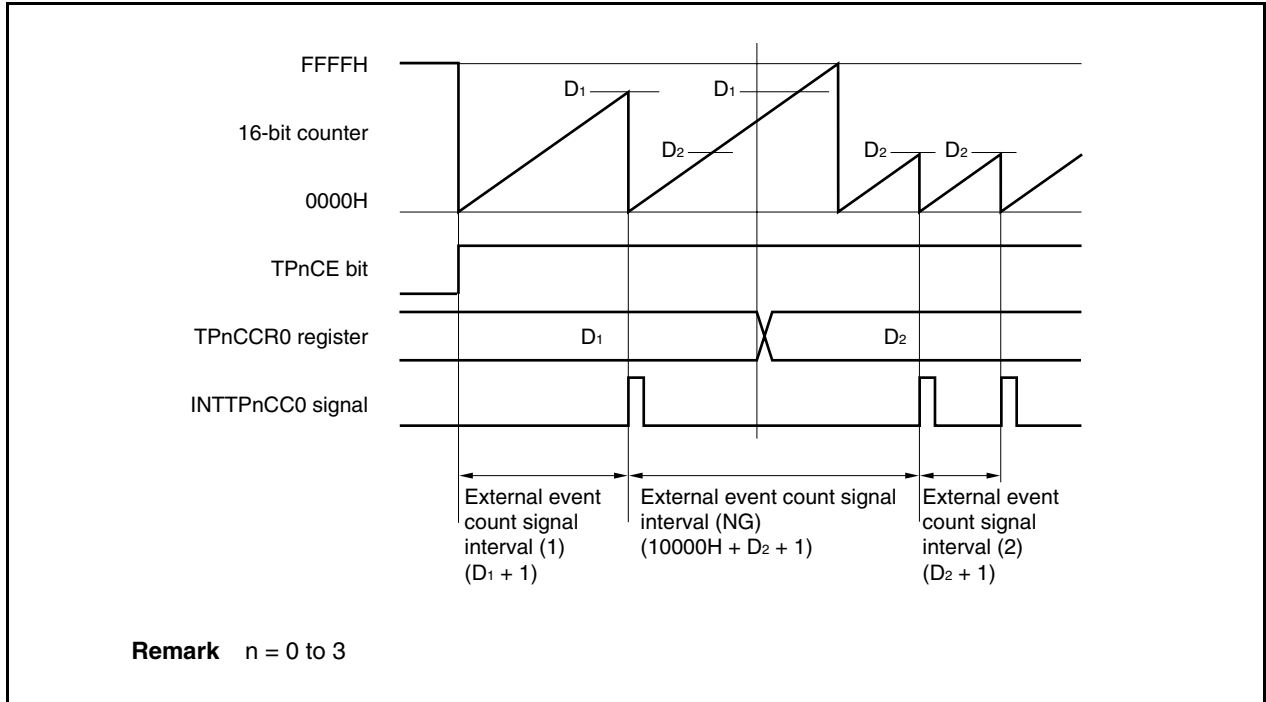 FFFFH
D1
D1
16-bit counter
D2
D2
D2
0000H
TPnCE bit
TPnCCR0 register
D1
D2
INTTPnCC0 signal
External event
count signal
interval (1)
(D1 + 1)
External event count signal
interval (NG)
(10000H + D2 + 1)
External event
count signal
interval (2)
(D2 + 1)
Remark n = 0 to 3